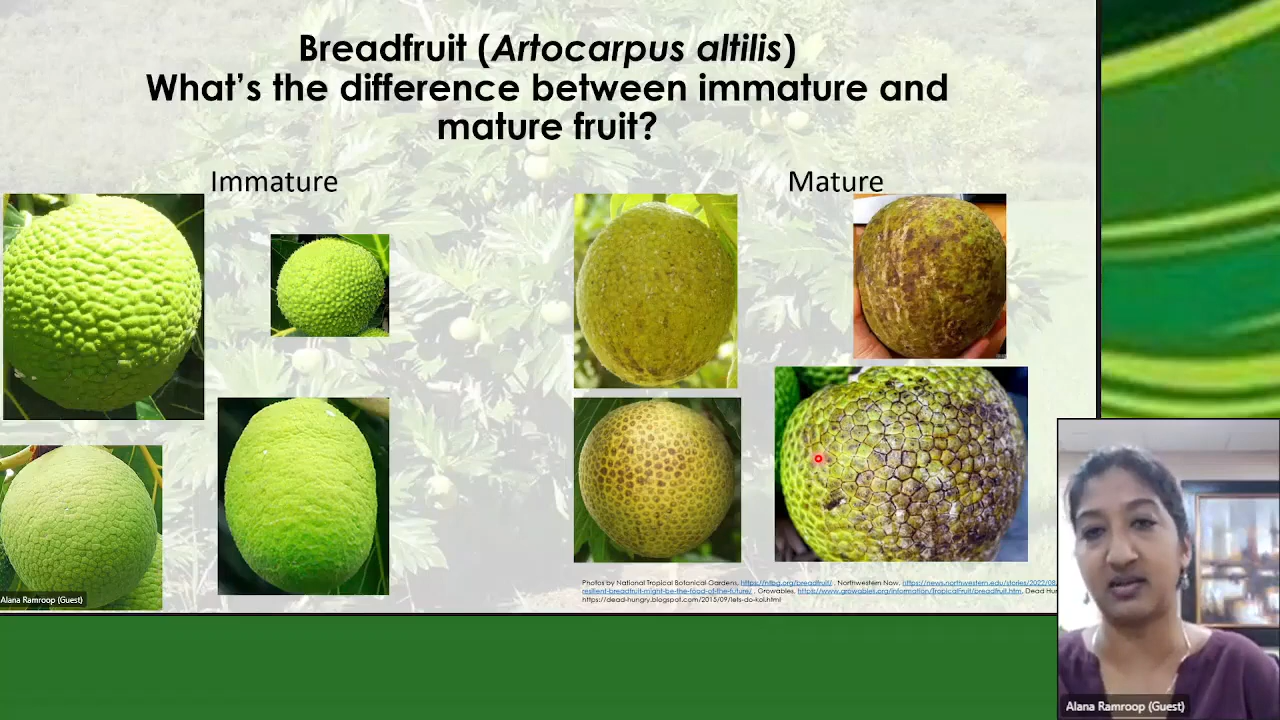 Breadfruit (Artocarpus altilis)
What's the difference between immature and
mature fruit?
Immature
Mature
Photos by National Tropical Botanical Gardens, https://ntbg.org/breadfruit/ . Northwestern Now, https://news.northwestern.edu/stories/2022/08
resilient-breadfruit-might-be-the-food-of-the-future/ . Growables, https://www.growables.org/information/TropicalFruit/breadfruit.htm, Dead Hun
https://dead-hungry.blogspot.com/2015/09/lets-do-kol.html
Alana Ramroop (Guest)
Alana Ramroop (Guest)